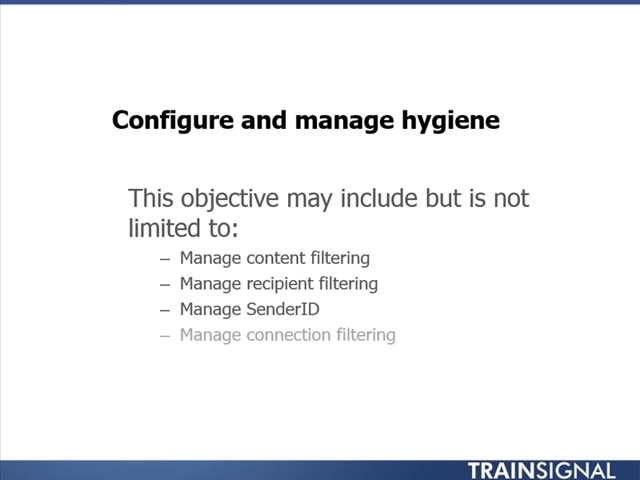 Configure and manage hygiene
This objective may include but is not
limited to:
– Manage content filtering
– Manage recipient filtering
– Manage SenderID
– Manage connection filtering
TRAINSIGNAL